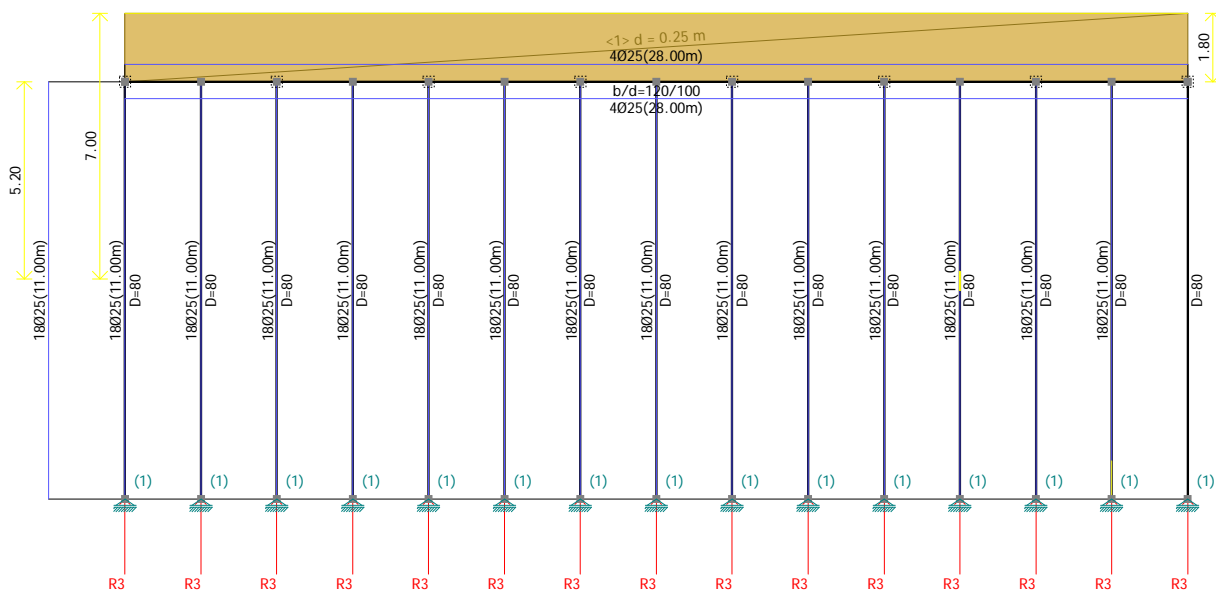 <1> d = 0.25 m
4Ø25(28.00m)
1.80
b/d=120/100
4Ø25(28.00m)
7.00
5.20
18Ø25(11.00m)
18Ø25(11.00m)
D=80
18Ø25(11.00m)
D=80
18Ø25(11.00m)
D=80
18Ø25(11.00m)
D=80
18Ø25(11.00m)
D=80
18Ø25(11.00m)
D=80
18Ø25(11.00m)
D=80
18Ø25(11.00m)
D=80
18Ø25(11.00m)
D=80
18Ø25(11.00m)
D=80
18Ø25(11.00m)
D=80
18Ø25(11.00m)
D=80
18Ø25(11.00m)
D=80
18Ø25(11.00m)
D=80
D=80
(1) (1) (1) (1) (1) (1) (1) (1) (1) (1) (1) (1) (1) (1) (1)
R3 R3 R3 R3 R3 R3 R3 R3 R3 R3 R3 R3 R3 R3 R3